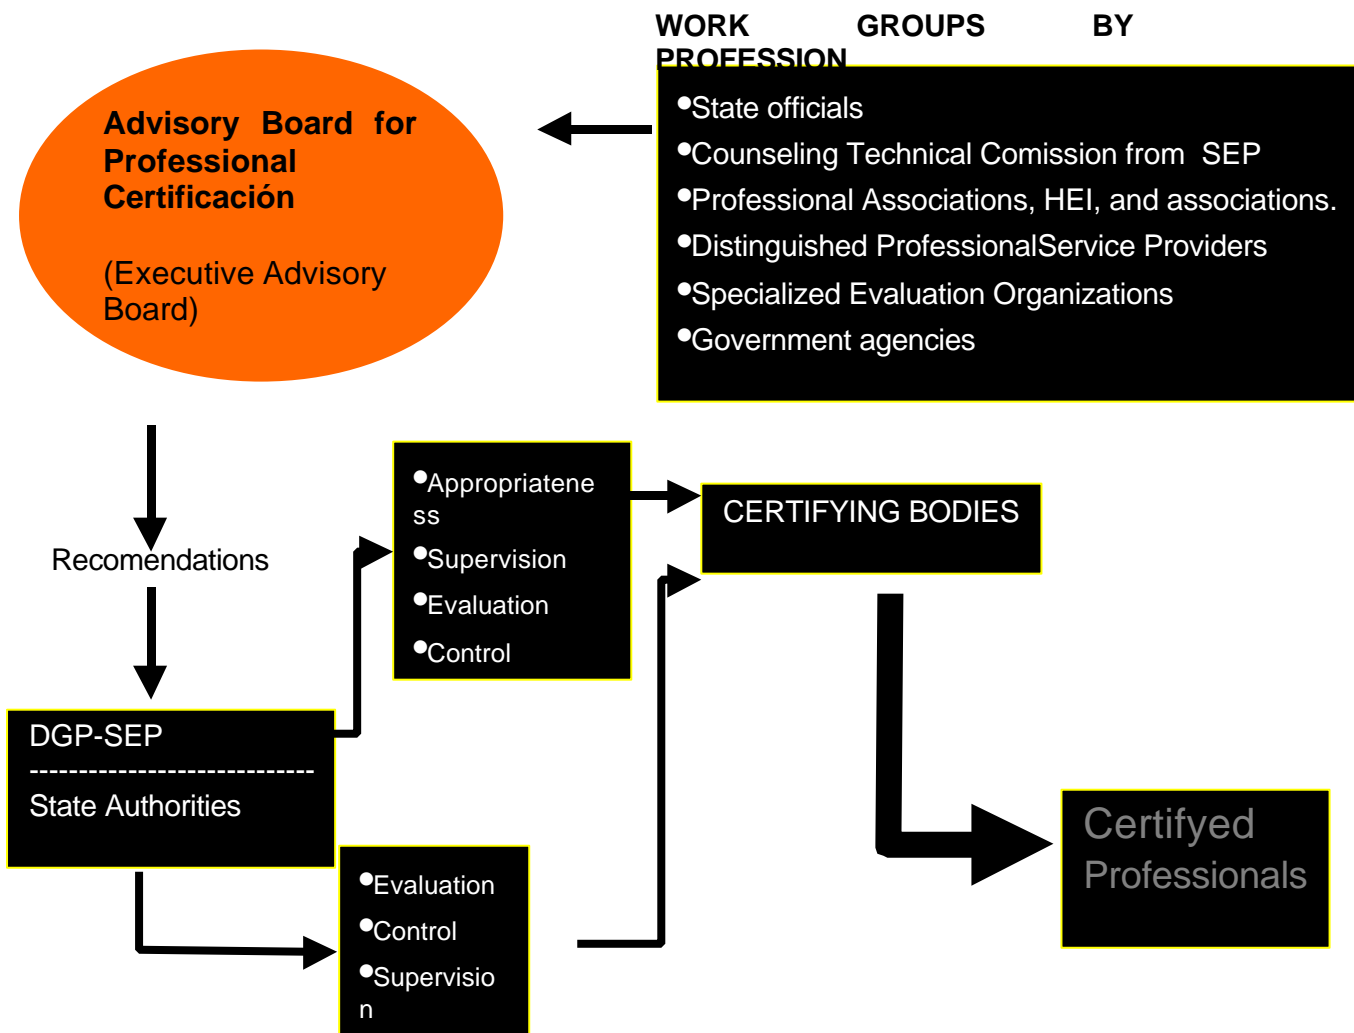 WORK GROUPS BY
PROFESSION
Advisory Board for
Professional
Certificación
(Executive Advisory
Board)
•State officials
•Counseling Technical Comission from SEP
•Professional Associations, HEI, and associations.
•Distinguished ProfessionalService Providers
•Specialized Evaluation Organizations
•Government agencies
Recomendations
•Appropriatene
ss
•Supervision
•Evaluation
•Control
CERTIFYING BODIES
DGP-SEP
-----------------------------
State Authorities
•Evaluation
•Control
•Supervisio
n
Certifyed
Professionals